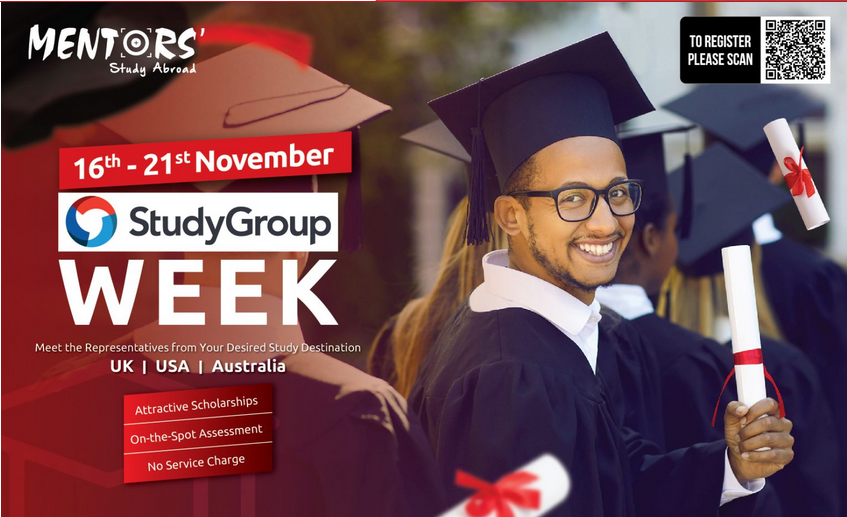 MENTORS'
Study Abroad
TO REGISTER
PLEASE SCAN
16th - 21st November
StudyGroup
WEEK
Meet the Representatives from Your Desired Study Destination
UK | USA | Australia
Attractive Scholarships
On-the-Spot Assessment
No Service Charge